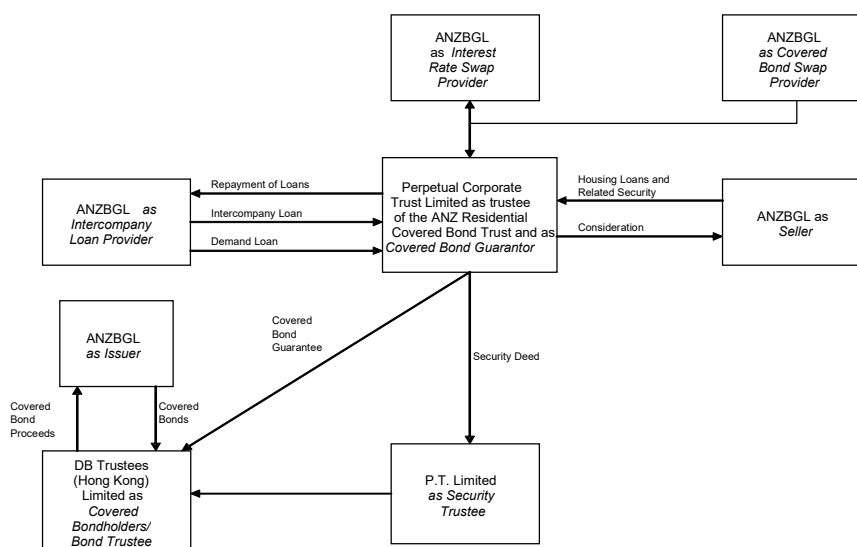 ANZBGL
as Interest
Rate Swap
Provider
ANZBGL
as Covered
Bond Swap
Provider
Repayment of Loans
Intercompany Loan
Demand Loan
ANZBGL as
Intercompany
Loan Provider
Perpetual Corporate
Trust Limited as trustee
of the ANZ Residential
Covered Bond Trust and as
Covered Bond Guarantor
Housing Loans and
Related Security
Consideration
ANZBGL as
Seller
ANZBGL
as Issuer
Covered
Bond
Guarantee
Security Deed
Covered
Bond
Proceeds
Covered
Bonds
DB Trustees
(Hong Kong)
Limited as
Covered
Bondholders/
Bond Trustee
P.T. Limited
as Security
Trustee